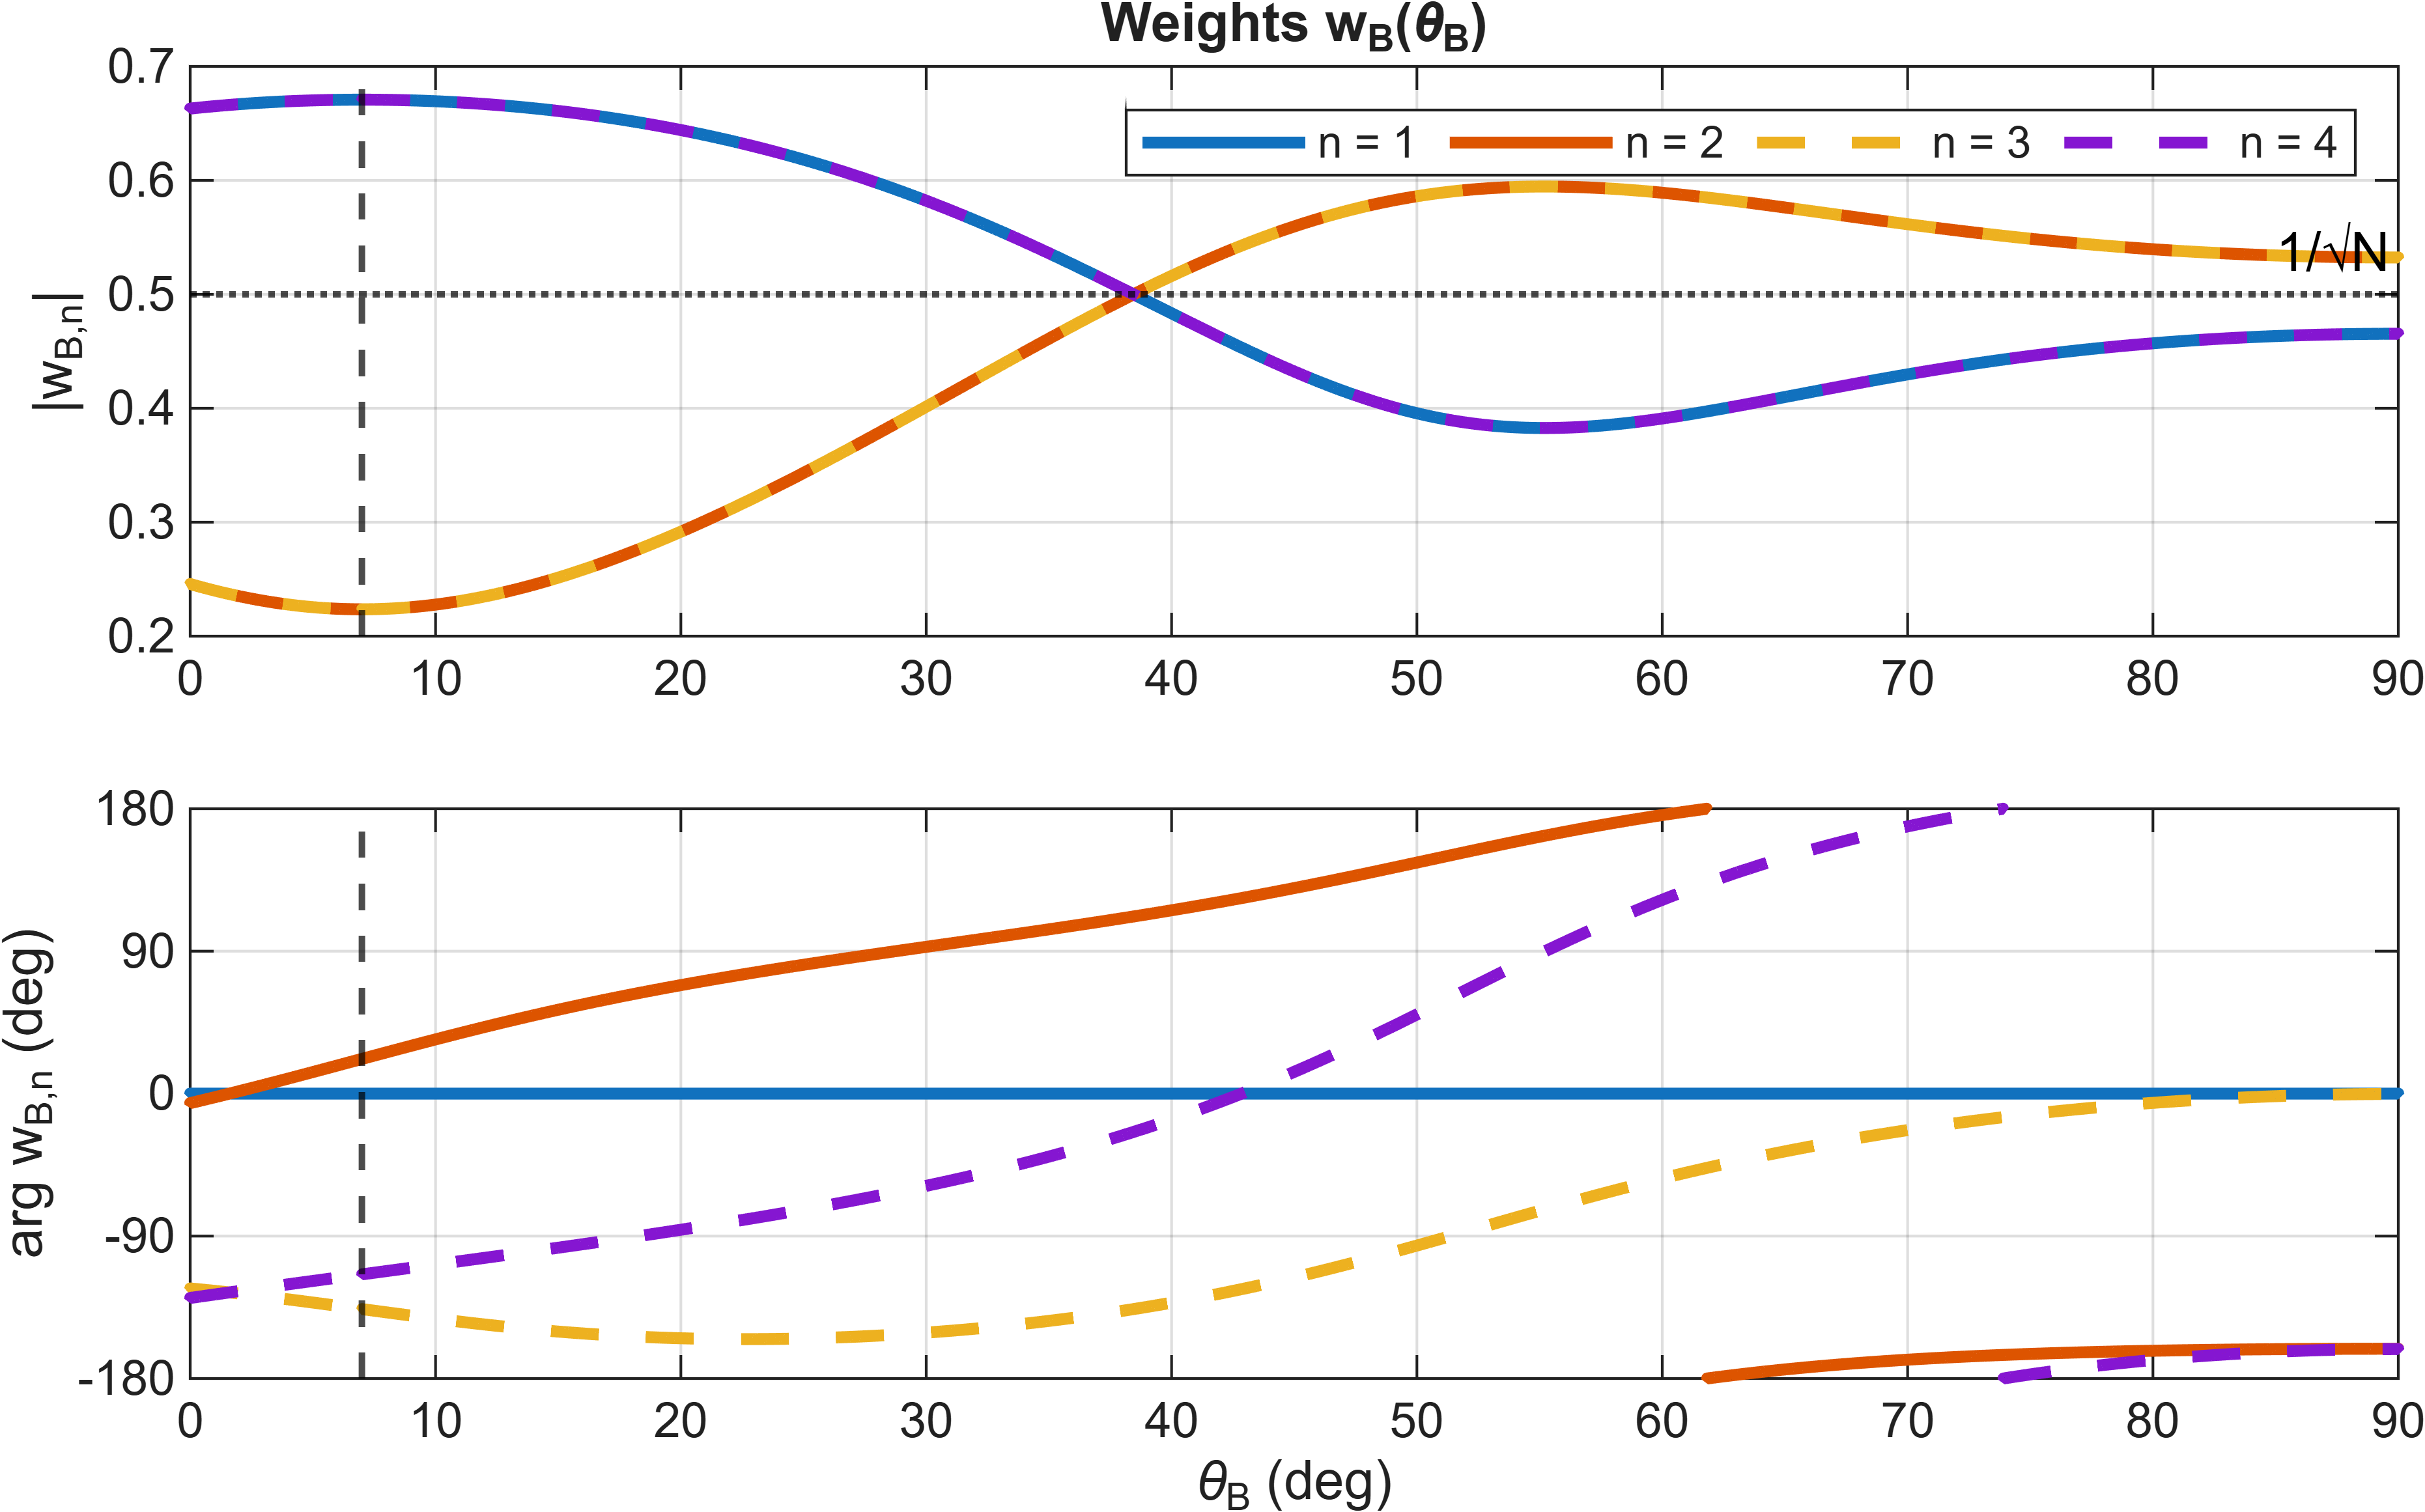 Weights w_B(θ_B)
0.7
0.6
0.5
0.4
0.3
0.2
|w_B,n|
n = 1 n = 2 n = 3 n = 4
1/√N
0 10 20 30 40 50 60 70 80 90
180
90
0
-90
-180
arg w_B,n (deg)
0 10 20 30 40 50 60 70 80 90
θ_B (deg)